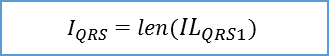 I_QRS = len(IL_QRS1)